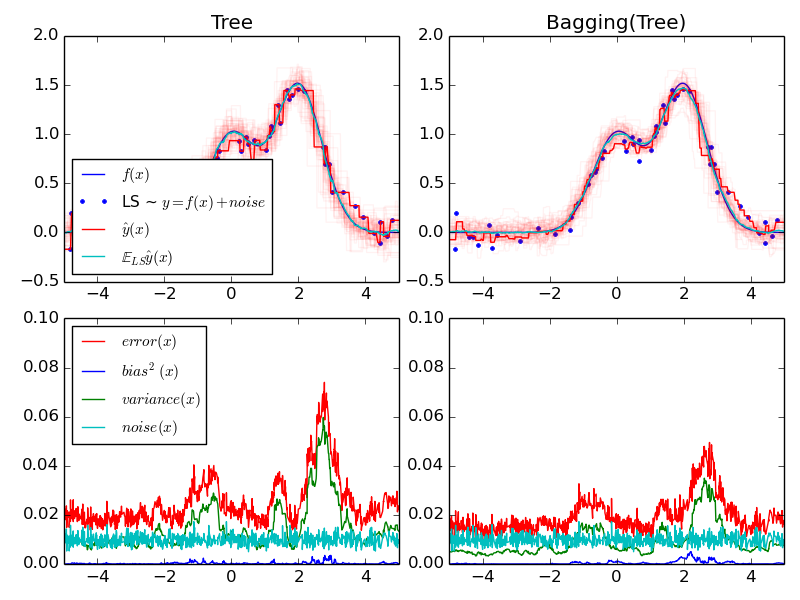 Tree
Bagging(Tree)
2.0
1.5
1.0
0.5
0.0
−0.5
−4 −2 0 2 4
f(x)
LS ~ y=f(x)+noise
ŷ(x)
𝔼_{LS}ŷ(x)
2.0
1.5
1.0
0.5
0.0
−0.5
−4 −2 0 2 4
0.10
0.08
0.06
0.04
0.02
0.00
−4 −2 0 2 4
error(x)
bias² (x)
variance(x)
noise(x)
0.10
0.08
0.06
0.04
0.02
0.00
−4 −2 0 2 4